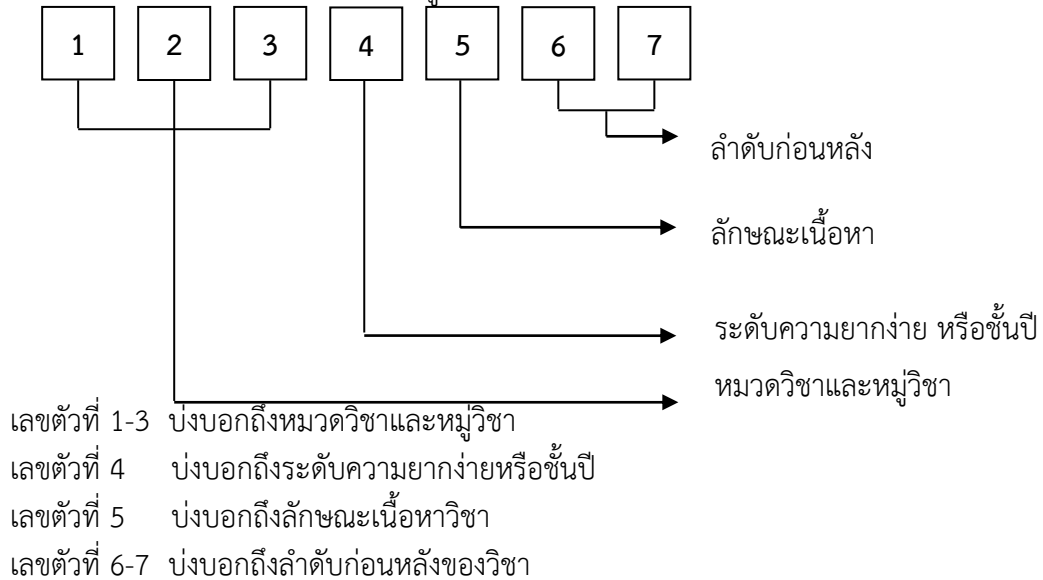 1 2 3 4 5 6 7
ลำดับก่อนหลัง
ลักษณะเนื้อหา
ระดับความยากง่าย หรือชั้นปี
หมวดวิชาและหมู่วิชา
เลขตัวที่ 1-3 บ่งบอกถึงหมวดวิชาและหมู่วิชา
เลขตัวที่ 4 บ่งบอกถึงระดับความยากง่ายหรือชั้นปี
เลขตัวที่ 5 บ่งบอกถึงลักษณะเนื้อหาวิชา
เลขตัวที่ 6-7 บ่งบอกถึงลำดับก่อนหลังของวิชา